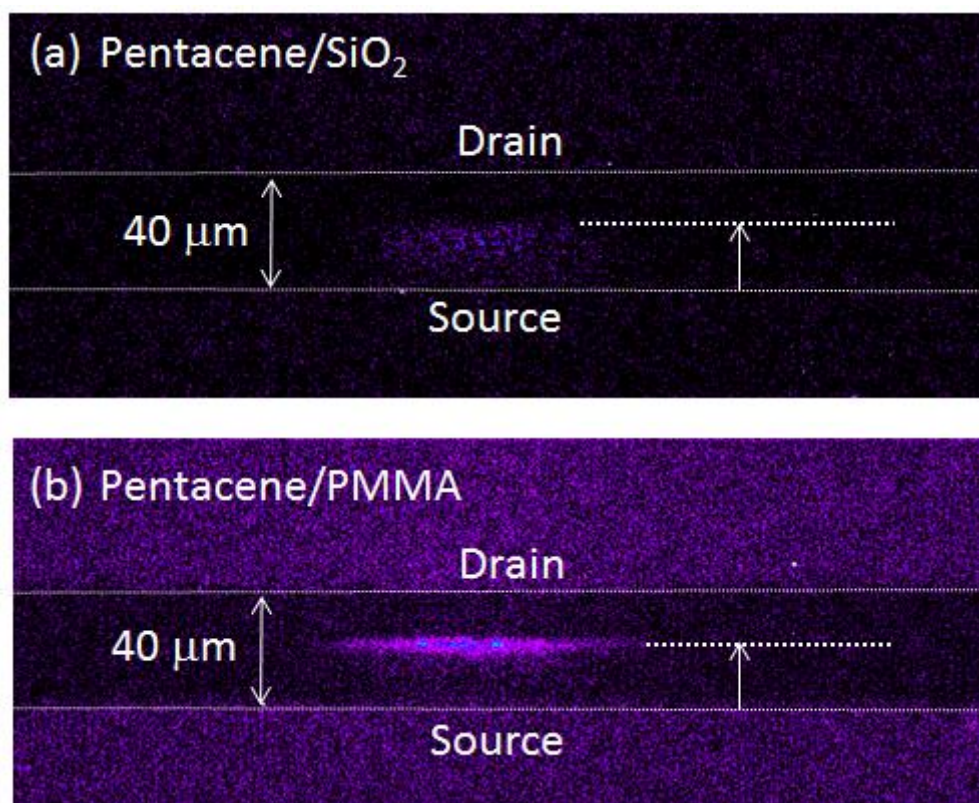 (a) Pentacene/SiO₂
Drain
40 μm
Source
(b) Pentacene/PMMA
Drain
40 μm
Source